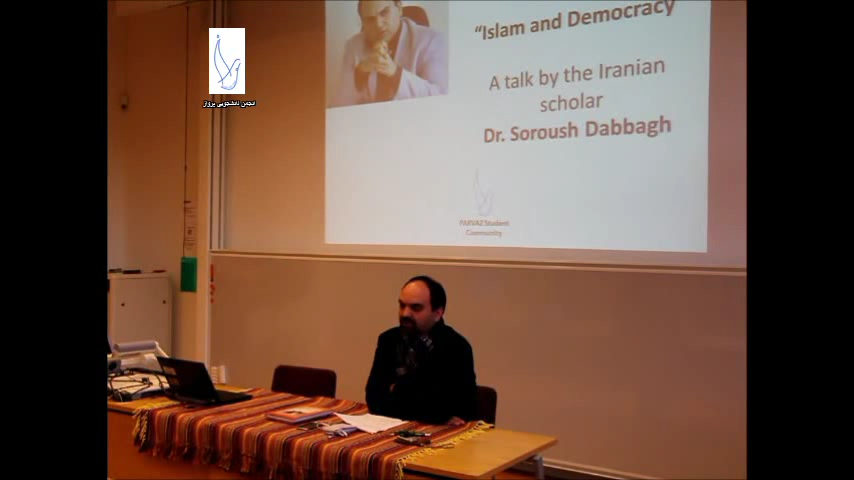 "Islam and Democracy
A talk by the Iranian
scholar
Dr. Soroush Dabbagh
PARVAZ Student
Community
انجمن دانشجویی پرواز